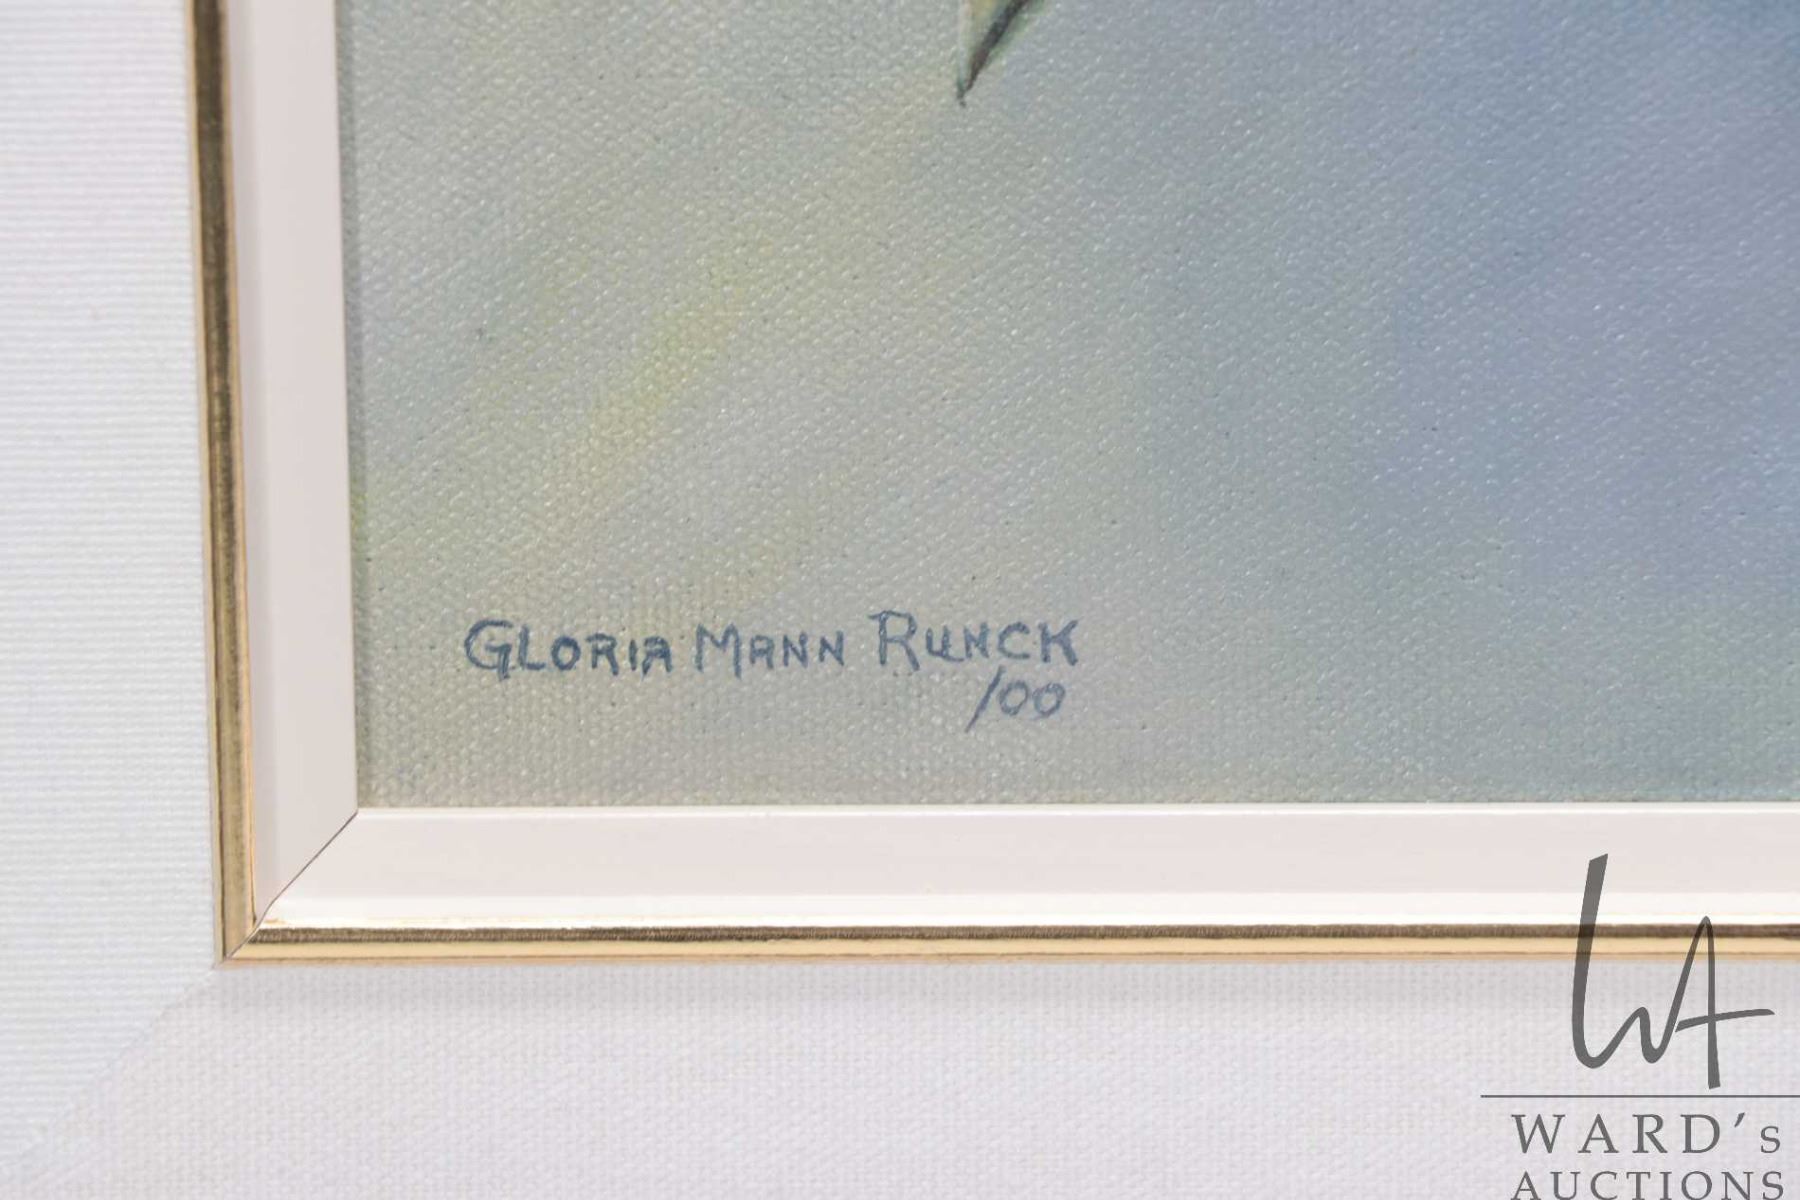 GLORIA MANN RUNCK
/00
WARD's
AUCTIONS